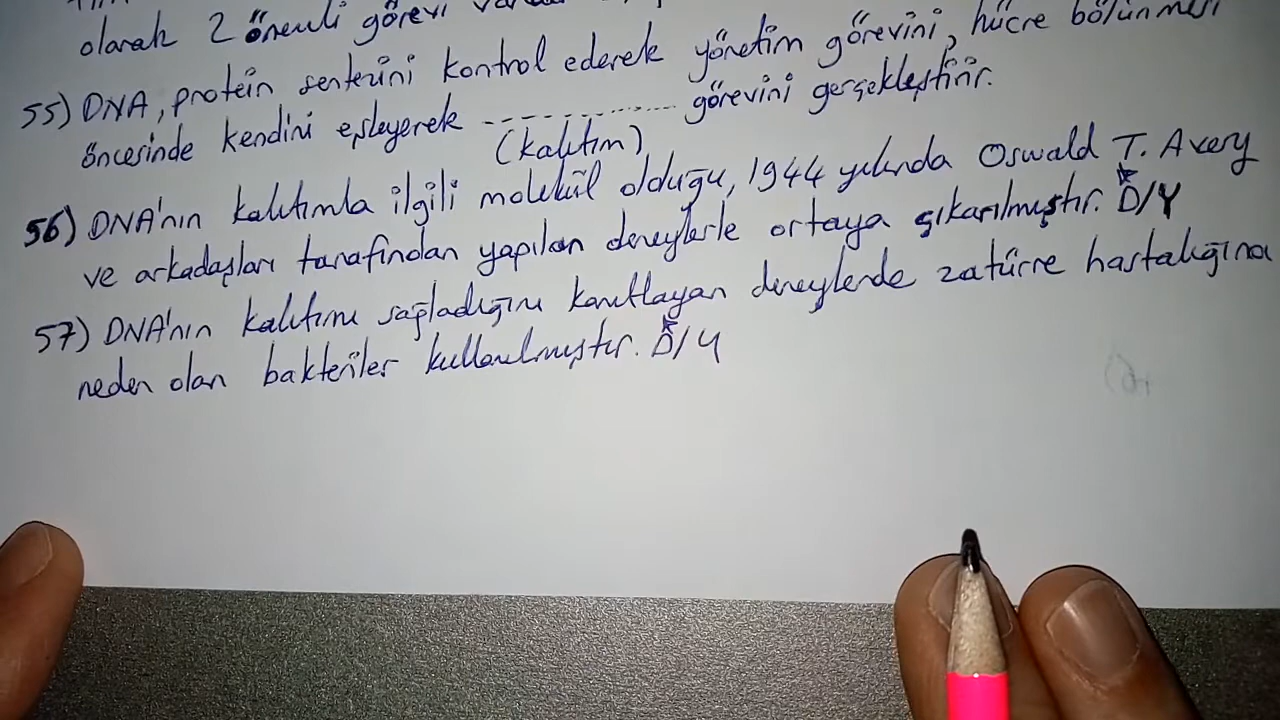 olarak 2 önemli görevi
55) DNA, protein sentezini kontrol ederek yönetim görevini, hücre bölünmesi
öncesinde kendini eşleyerek ------------ görevini gerçekleştirir.
(kalıtım)
56) DNA'nın kalıtımla ilgili molekül olduğu, 1944 yılında Oswald T. Avery
ve arkadaşları tarafından yapılan deneylerle ortaya çıkarılmıştır. D/Y
57) DNA'nın kalıtımı sağladığını kanıtlayan deneylerde zatürre hastalığına
neden olan bakteriler kullanılmıştır. D/Y